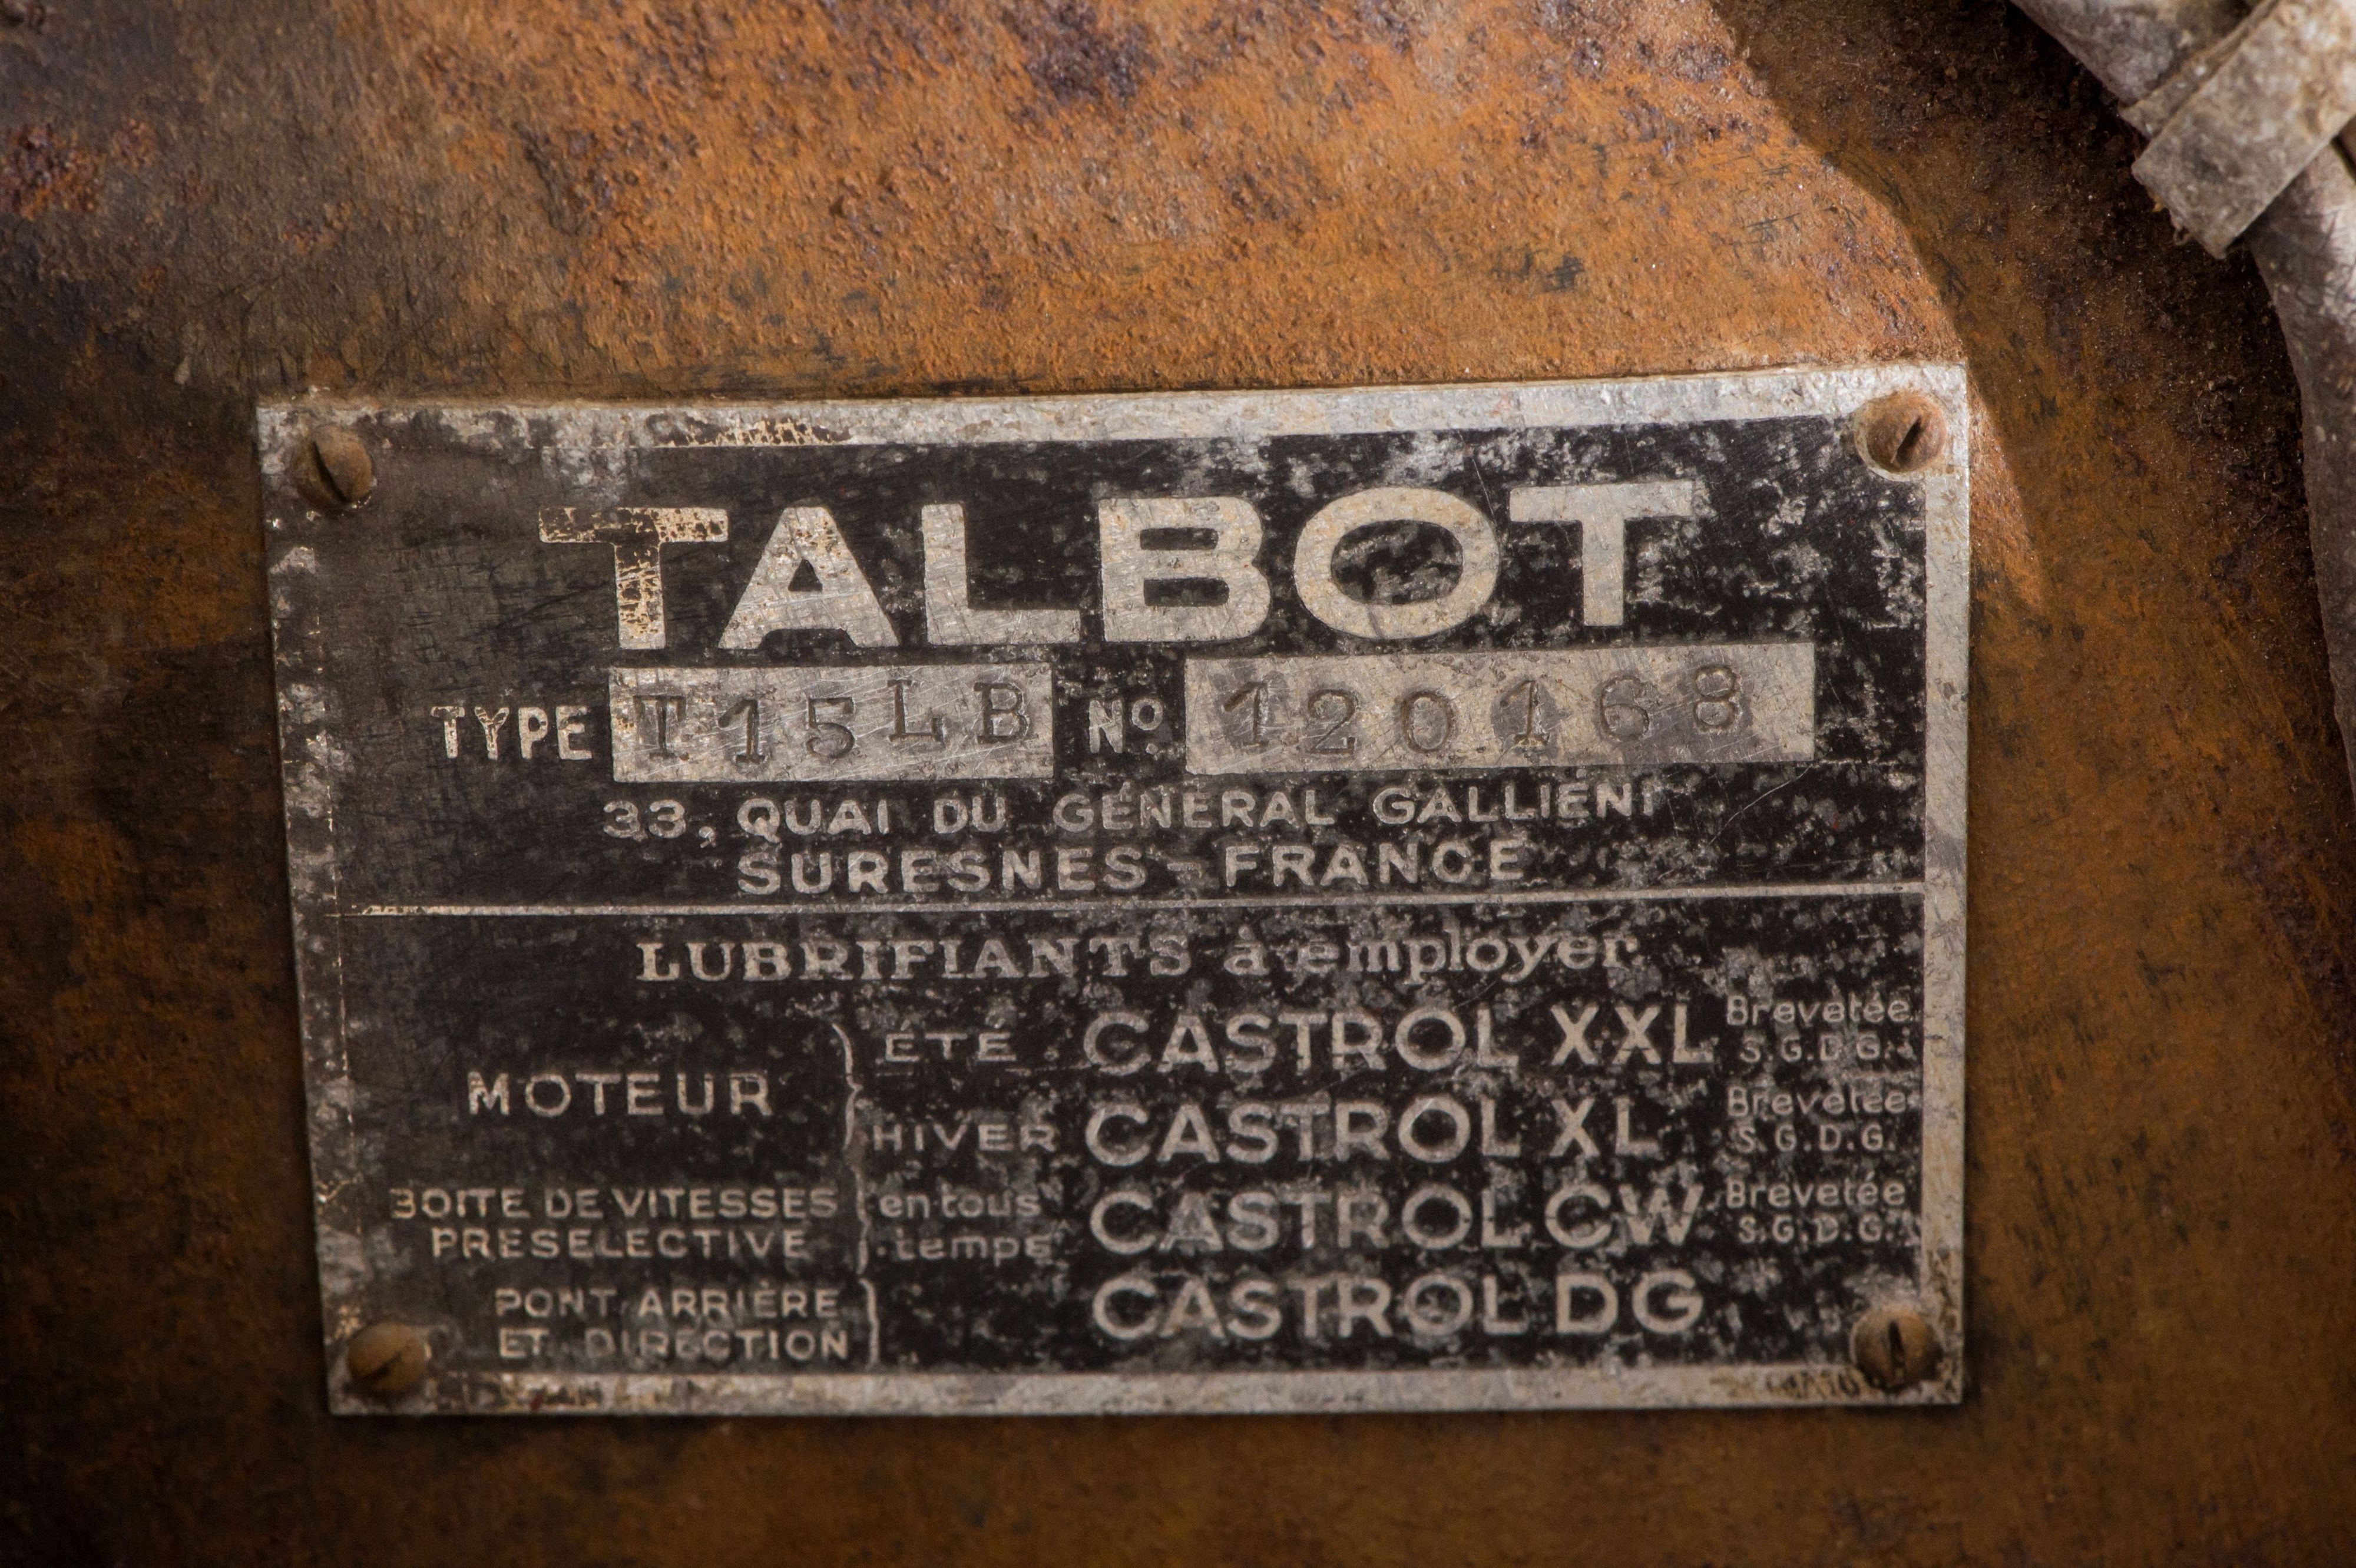 TALBOT
TYPE T15LB No. 120168
33, QUAI DU GÉNÉRAL GALLIENI
SURESNES - FRANCE
LUBRIFIANTS à employer
MOTEUR
ÉTÉ CASTROL XXL Brevetée S.G.D.G.
HIVER CASTROL XL Brevetée S.G.D.G.
BOITE DE VITESSES
PRESELECTIVE
en tous
temps
CASTROL CW Brevetée S.G.D.G.
PONT ARRIÈRE
ET DIRECTION
CASTROL DG